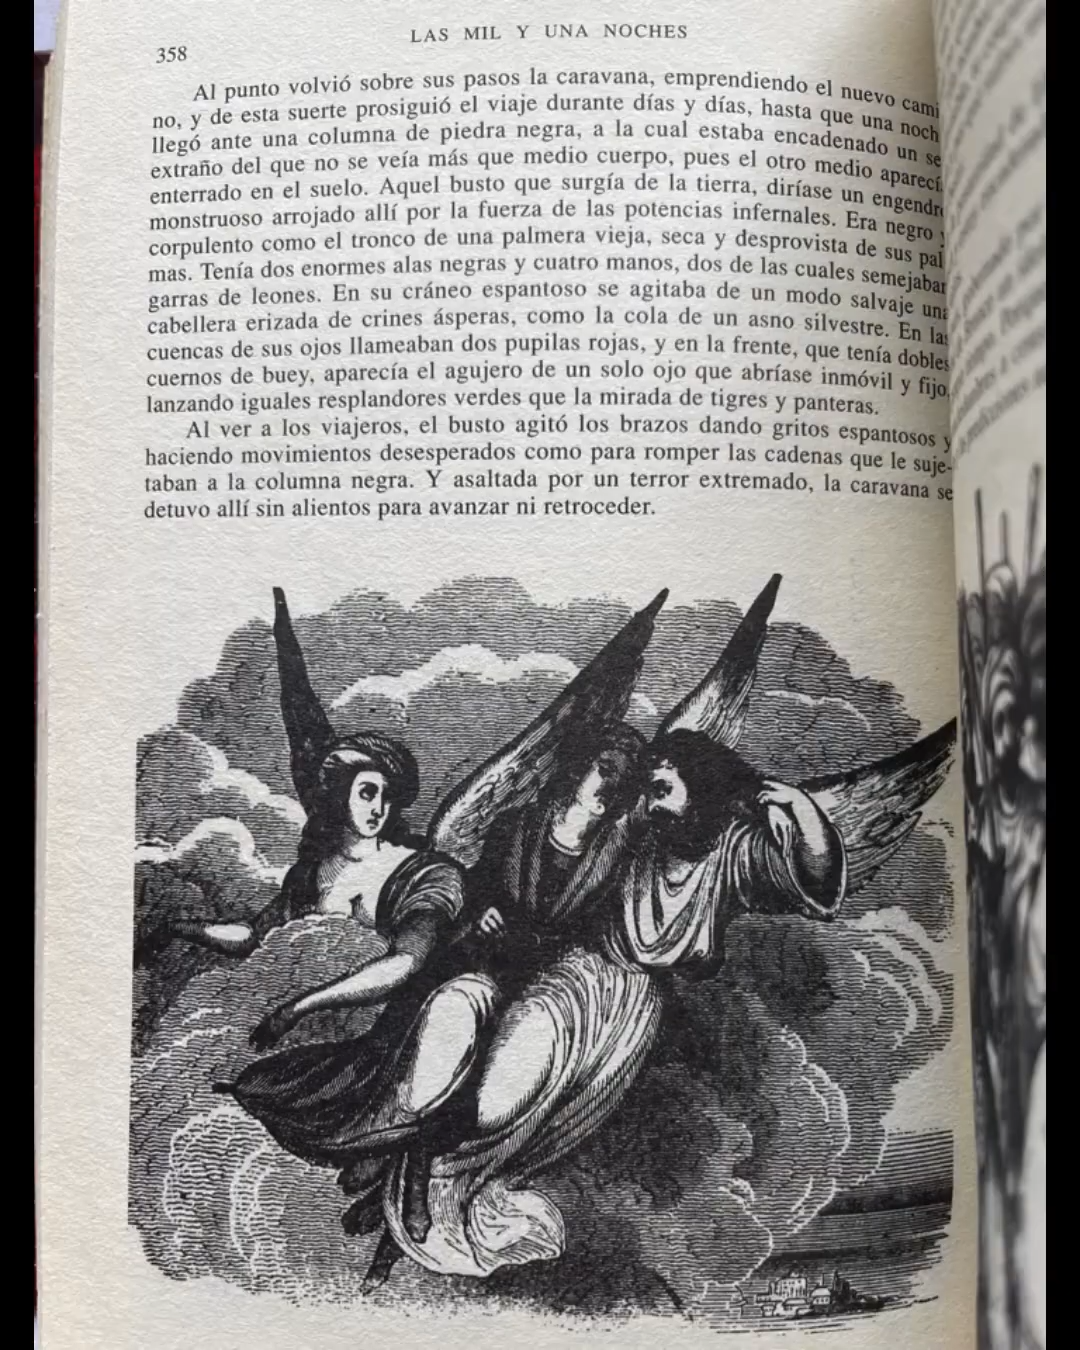 LAS MIL Y UNA NOCHES
358
Al punto volvió sobre sus pasos la caravana, emprendiendo el nuevo cami
no, y de esta suerte prosiguió el viaje durante días y días, hasta que una noch
llegó ante una columna de piedra negra, a la cual estaba encadenado un se
extraño del que no se veía más que medio cuerpo, pues el otro medio aparecí
enterrado en el suelo. Aquel busto que surgía de la tierra, diríase un engendr
monstruoso arrojado allí por la fuerza de las potencias infernales. Era negro y
corpulento como el tronco de una palmera vieja, seca y desprovista de sus pal
mas. Tenía dos enormes alas negras y cuatro manos, dos de las cuales semejaban
garras de leones. En su cráneo espantoso se agitaba de un modo salvaje una
cabellera erizada de crines ásperas, como la cola de un asno silvestre. En las
cuencas de sus ojos llameaban dos pupilas rojas, y en la frente, que tenía dobles
cuernos de buey, aparecía el agujero de un solo ojo que abríase inmóvil y fijo,
lanzando iguales resplandores verdes que la mirada de tigres y panteras.
Al ver a los viajeros, el busto agitó los brazos dando gritos espantosos y
haciendo movimientos desesperados como para romper las cadenas que le suje-
taban a la columna negra. Y asaltada por un terror extremado, la caravana se
detuvo allí sin alientos para avanzar ni retroceder.